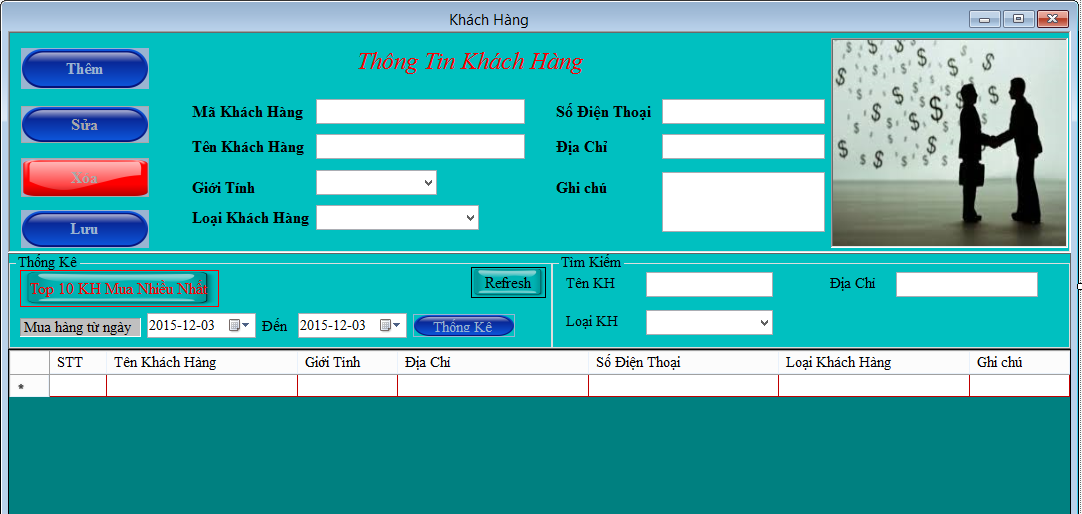 Khách Hàng
Thêm
Sửa
Xoa
Lưu
Thông Tin Khách Hàng
Mã Khách Hàng
Tên Khách Hàng
Giới Tính
Loại Khách Hàng
Số Điện Thoại
Địa Chỉ
Ghi chú
Thống Kê
Top 10 KH Mua Nhiều Nhất
Refresh
Mua hàng từ ngày 2015-12-03 Đến 2015-12-03 Thống Kê
Tìm Kiếm
Tên KH Địa Chỉ
Loại KH
STT Tên Khách Hàng Giới Tính Địa Chỉ Số Điện Thoại Loại Khách Hàng Ghi chú